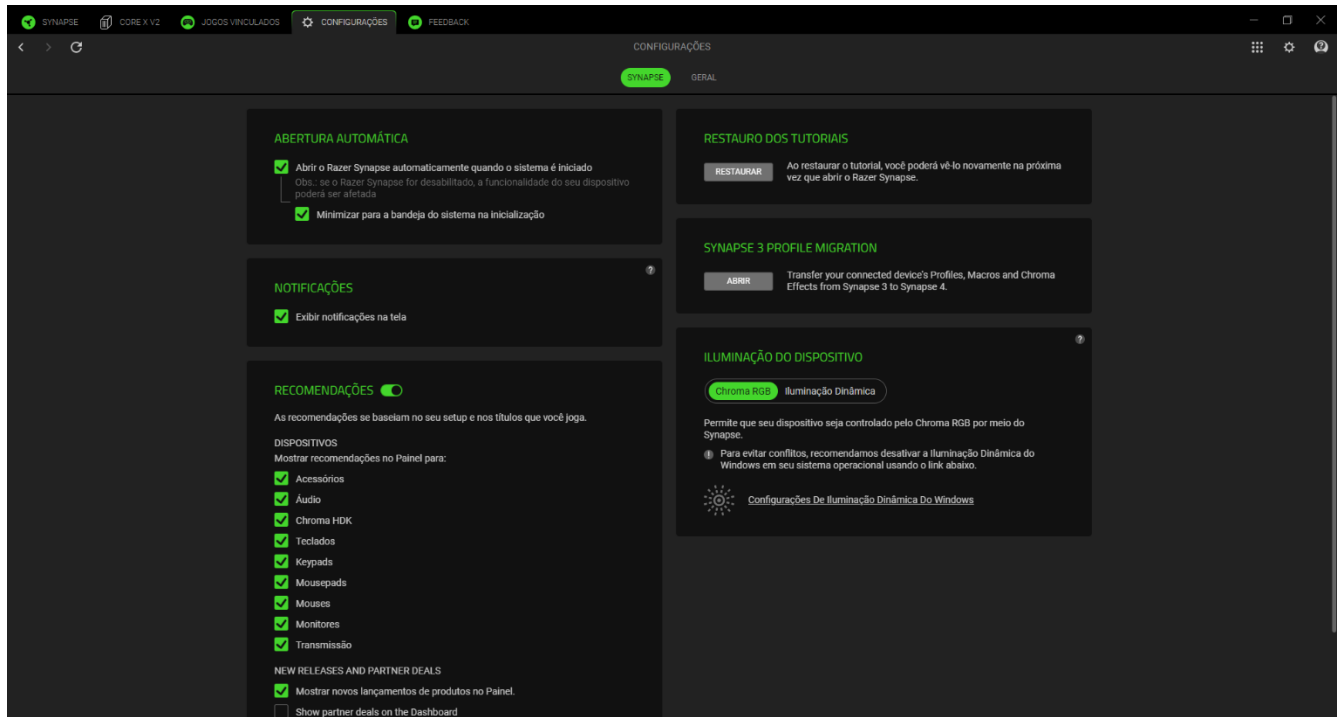 SYNAPSE CORE X V2 JOGOS VINCULADOS CONFIGURAÇÕES FEEDBACK
CONFIGURAÇÕES
SYNAPSE GERAL
ABERTURA AUTOMÁTICA
Abrir o Razer Synapse automaticamente quando o sistema é iniciado
Obs.: se o Razer Synapse for desabilitado, a funcionalidade do seu dispositivo
poderá ser afetada
Minimizar para a bandeja do sistema na inicialização
NOTIFICAÇÕES
Exibir notificações na tela
RECOMENDAÇÕES
As recomendações se baseiam no seu setup e nos títulos que você joga.
DISPOSITIVOS
Mostrar recomendações no Painel para:
Acessórios
Áudio
Chroma HDK
Teclados
Keypads
Mousepads
Mouses
Monitores
Transmissão
NEW RELEASES AND PARTNER DEALS
Mostrar novos lançamentos de produtos no Painel.
Show partner deals on the Dashboard
RESTAURO DOS TUTORIAIS
RESTAURAR
Ao restaurar o tutorial, você poderá vê-lo novamente na próxima
vez que abrir o Razer Synapse.
SYNAPSE 3 PROFILE MIGRATION
ABRIR
Transfer your connected device's Profiles, Macros and Chroma
Effects from Synapse 3 to Synapse 4.
ILUMINAÇÃO DO DISPOSITIVO
Chroma RGB Iluminação Dinâmica
Permite que seu dispositivo seja controlado pelo Chroma RGB por meio do
Synapse.
Para evitar conflitos, recomendamos desativar a Iluminação Dinâmica do
Windows em seu sistema operacional usando o link abaixo.
Configurações De Iluminação Dinâmica Do Windows